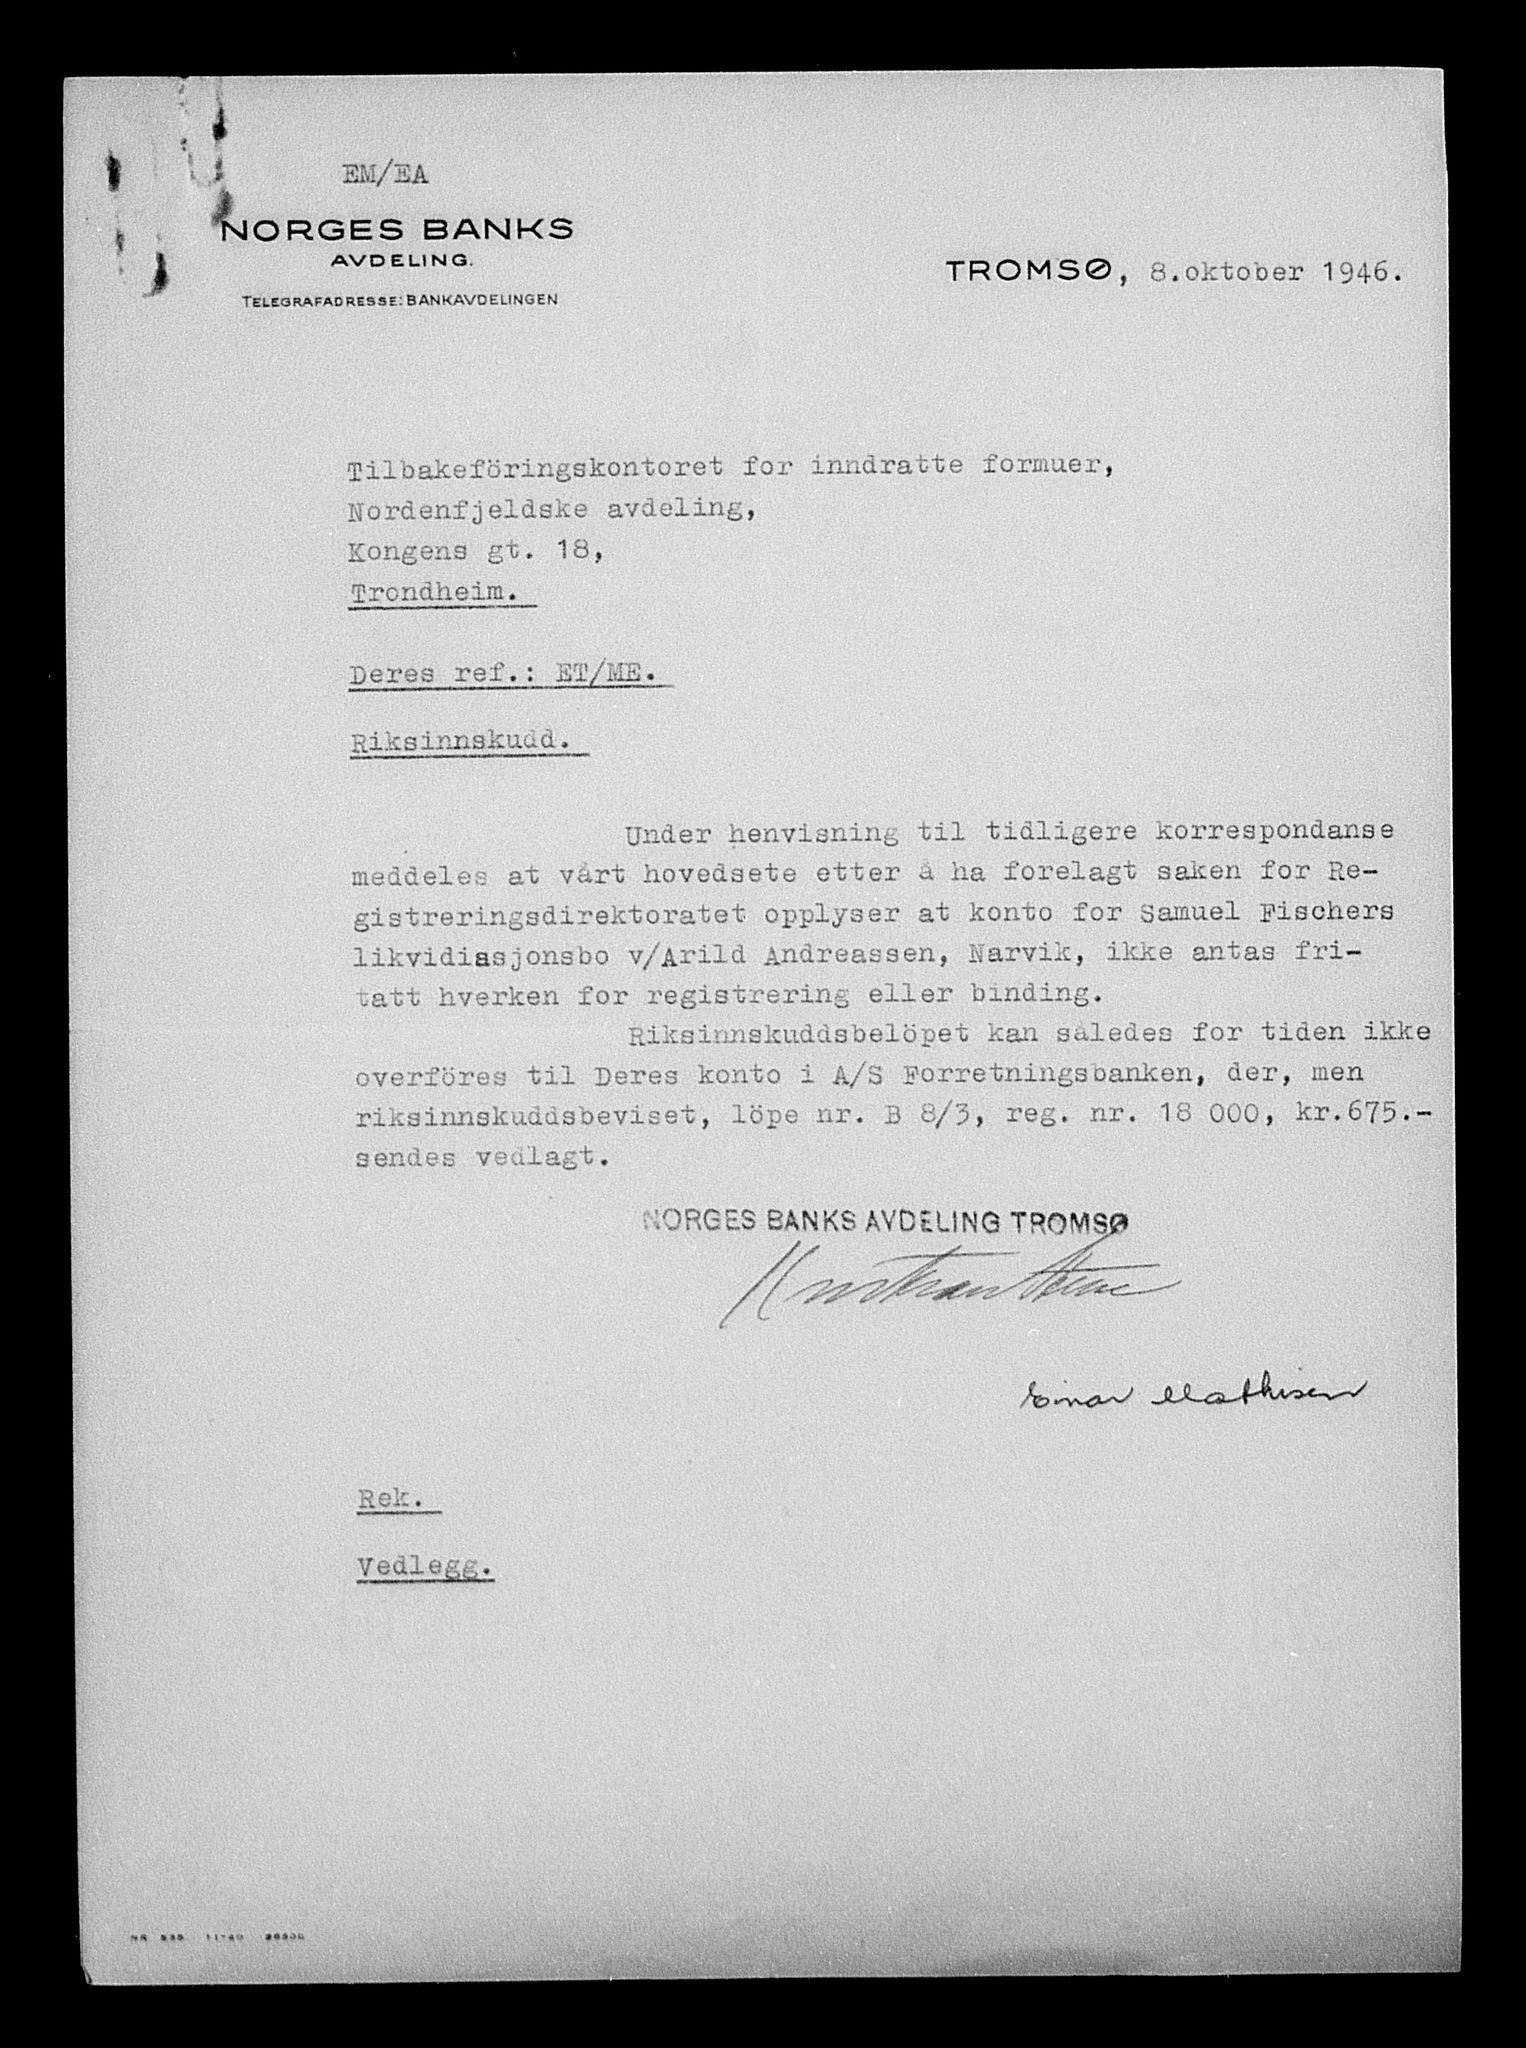 EM/EA
NORGES BANKS
AVDELING.
TELEGRAFADRESSE: BANKAVDELINGEN
TROMSØ, 8.oktober 1946.
Tilbakeföringskontoret for inndratte formuer,
Nordenfjeldske avdeling,
Kongens gt. 18,
Trondheim.
Deres ref.: ET/ME.
Riksinnskudd.
Under henvisning til tidligere korrespondanse
meddeles at vårt hovedsete etter å ha forelagt saken for Re-
gistreringsdirektoratet opplyser at konto for Samuel Fischers
likvidiasjonsbo v/Arild Andreassen, Narvik, ikke antas fri-
tatt hverken for registrering eller binding.
Riksinnskuddsbelöpet kan således for tiden ikke
overföres til Deres konto i A/S Forretningsbanken, der, men
riksinnskuddsbeviset, löpe nr. B 8/3, reg. nr. 18 000, kr.675.-
sendes vedlagt.
NORGES BANKS AVDELING TROMSØ
Einar Mathisen
Rek.
Vedlegg.
NR 535 11-40